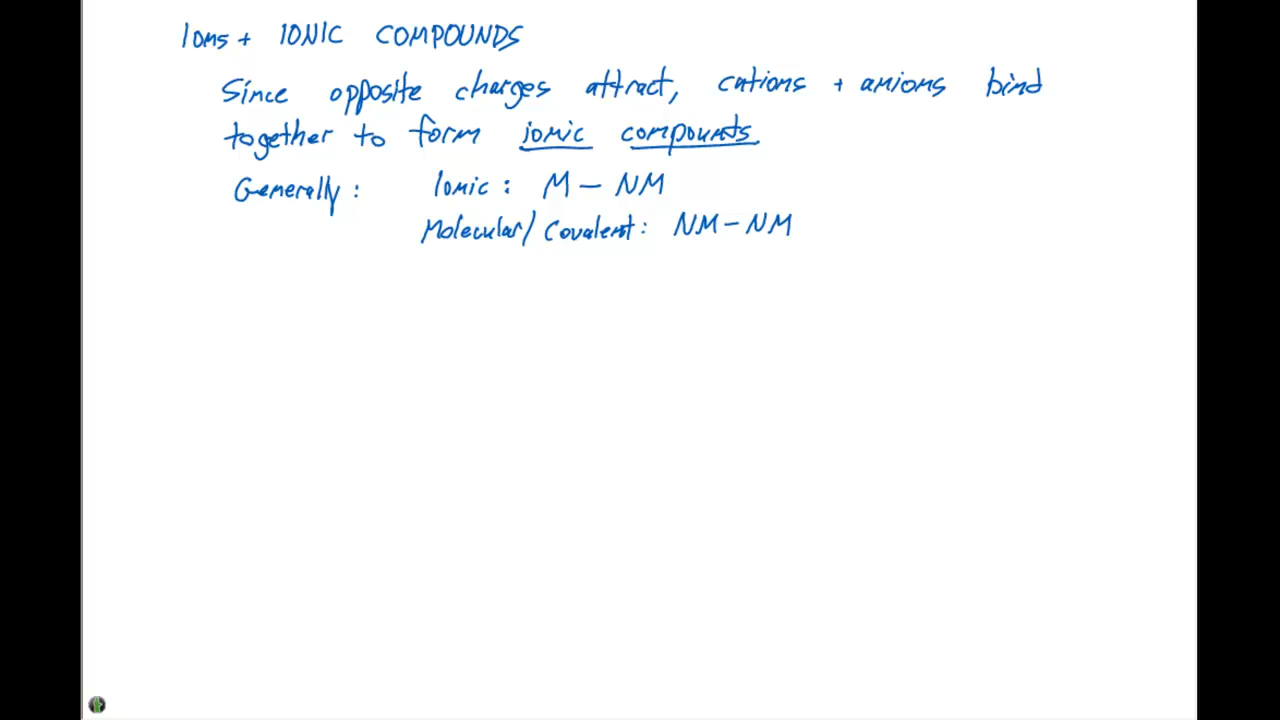 Ions + IONIC COMPOUNDS
Since opposite charges attract, cations + anions bind
together to form ionic compounds.
Generally: Ionic: M - NM
Molecular/Covalent: NM - NM